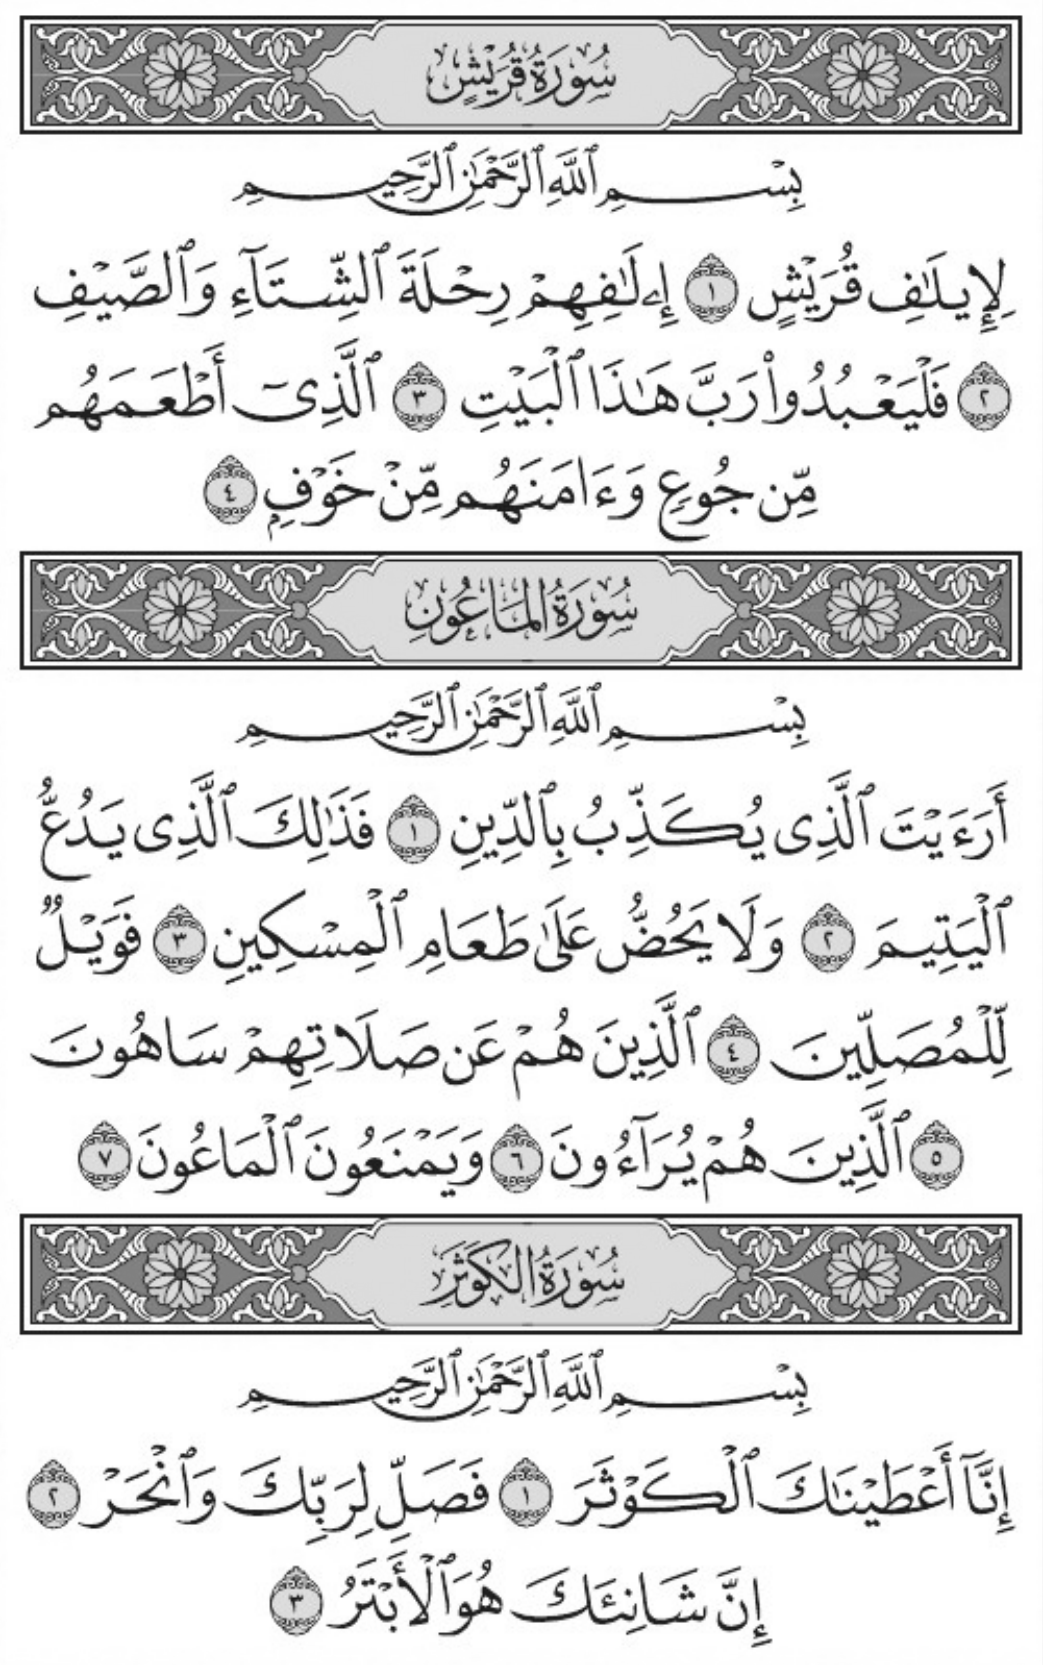 سُورَةُ قُرَيْشٍ
بِسْمِ ٱللَّهِ ٱلرَّحْمَٰنِ ٱلرَّحِيمِ
لِإِيلَٰفِ قُرَيْشٍ ١ إِۦلَٰفِهِمْ رِحْلَةَ ٱلشِّتَآءِ وَٱلصَّيْفِ
٢ فَلْيَعْبُدُوا۟ رَبَّ هَٰذَا ٱلْبَيْتِ ٣ ٱلَّذِىٓ أَطْعَمَهُم
مِّن جُوعٍ وَءَامَنَهُم مِّنْ خَوْفٍۭ ٤
سُورَةُ المَاعُونِ
بِسْمِ ٱللَّهِ ٱلرَّحْمَٰنِ ٱلرَّحِيمِ
أَرَءَيْتَ ٱلَّذِى يُكَذِّبُ بِٱلدِّينِ ١ فَذَٰلِكَ ٱلَّذِى يَدُعُّ
ٱلْيَتِيمَ ٢ وَلَا يَحُضُّ عَلَىٰ طَعَامِ ٱلْمِسْكِينِ ٣ فَوَيْلٌ
لِّلْمُصَلِّينَ ٤ ٱلَّذِينَ هُمْ عَن صَلَاتِهِمْ سَاهُونَ
٥ ٱلَّذِينَ هُمْ يُرَآءُونَ ٦ وَيَمْنَعُونَ ٱلْمَاعُونَ ٧
سُورَةُ الكَوْثَرِ
بِسْمِ ٱللَّهِ ٱلرَّحْمَٰنِ ٱلرَّحِيمِ
إِنَّآ أَعْطَيْنَٰكَ ٱلْكَوْثَرَ ١ فَصَلِّ لِرَبِّكَ وَٱنْحَرْ ٢
إِنَّ شَانِئَكَ هُوَ ٱلْأَبْتَرُ ٣